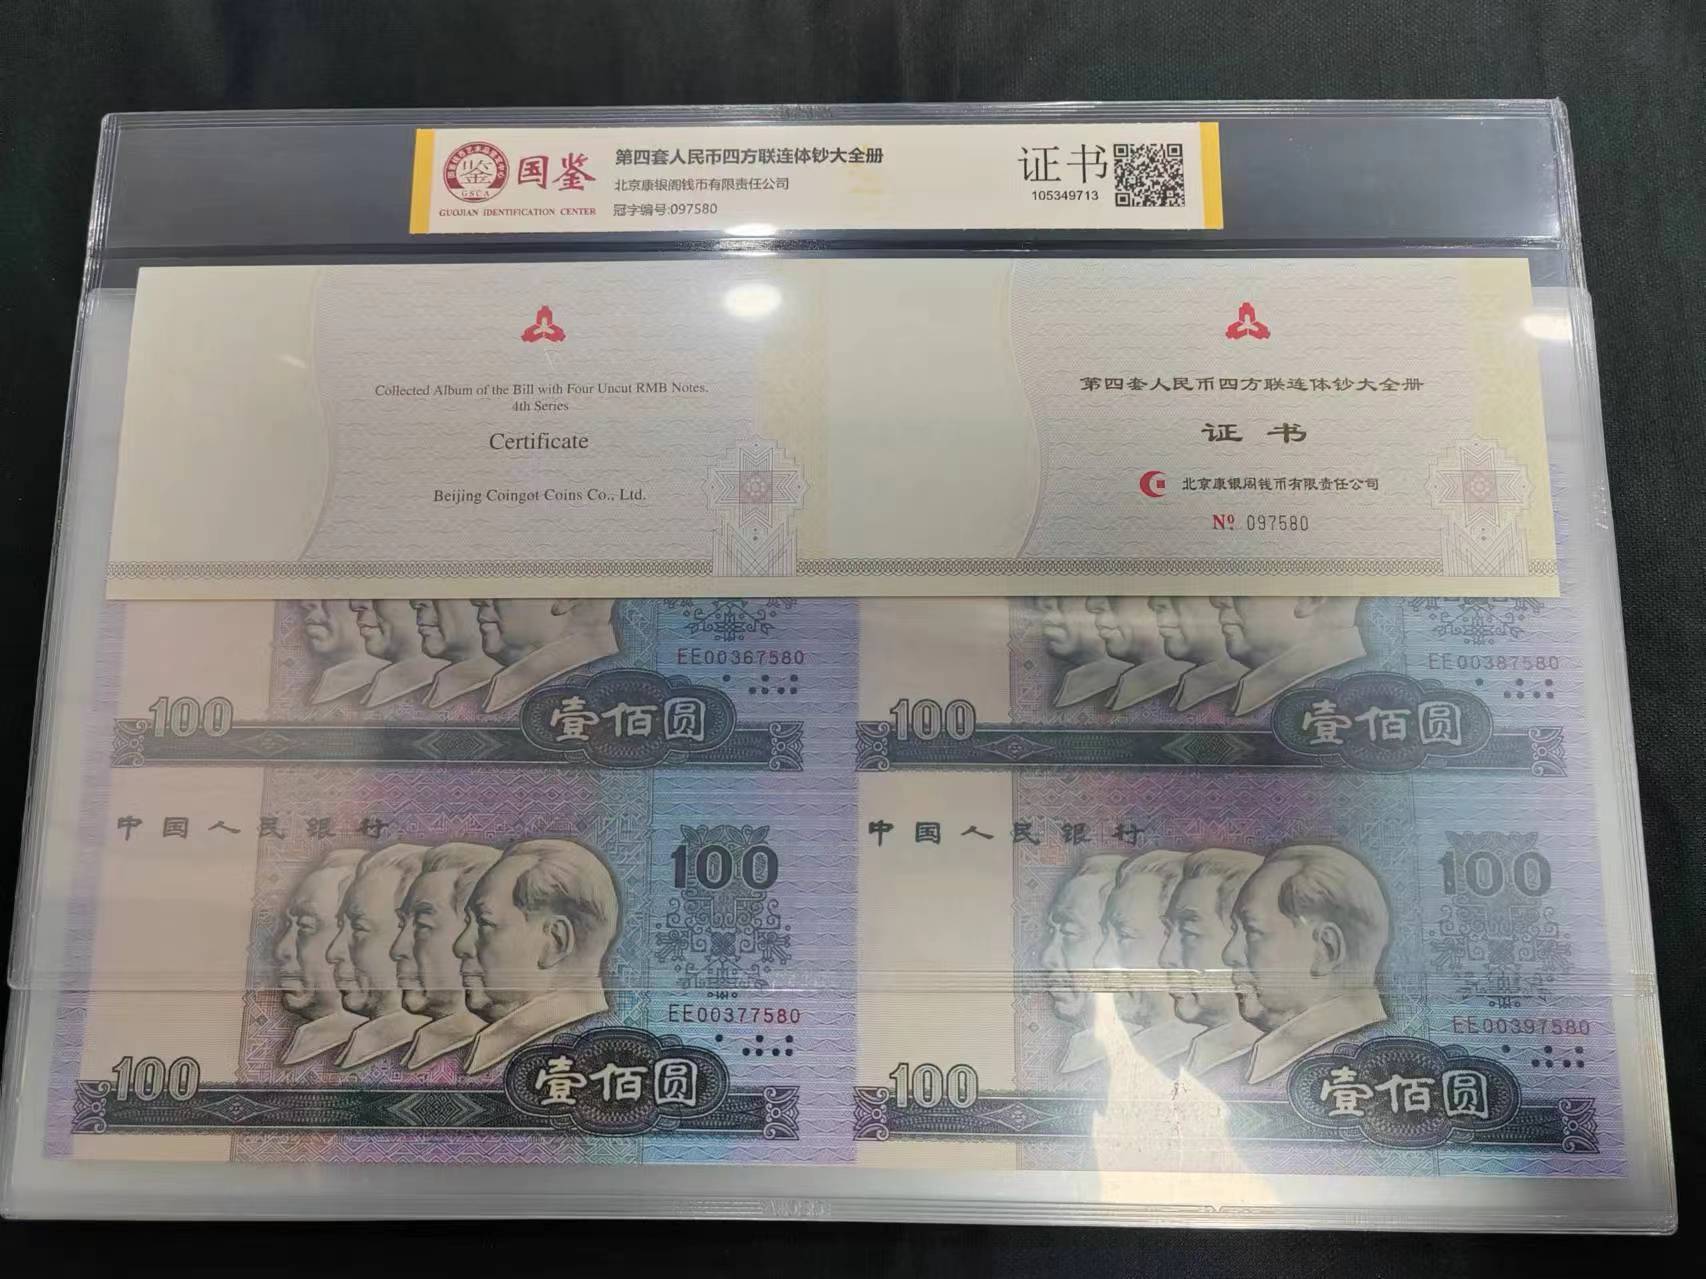 国鉴
GSCA
GUOJIAN IDENTIFICATION CENTER
第四套人民币四方联连体钞大全册
北京康银阁钱币有限责任公司
冠字编号:097580
证书
105349713
Collected Album of the Bill with Four Uncut RMB Notes.
4th Series
Certificate
Beijing Coingot Coins Co., Ltd.
第四套人民币四方联连体钞大全册
证书
北京康银阁钱币有限责任公司
Nº 097580
EE00367580
100
壹佰圆
EE00387580
100
壹佰圆
中国人民银行
100
EE00377580
100
壹佰圆
中国人民银行
100
EE00397580
100
壹佰圆